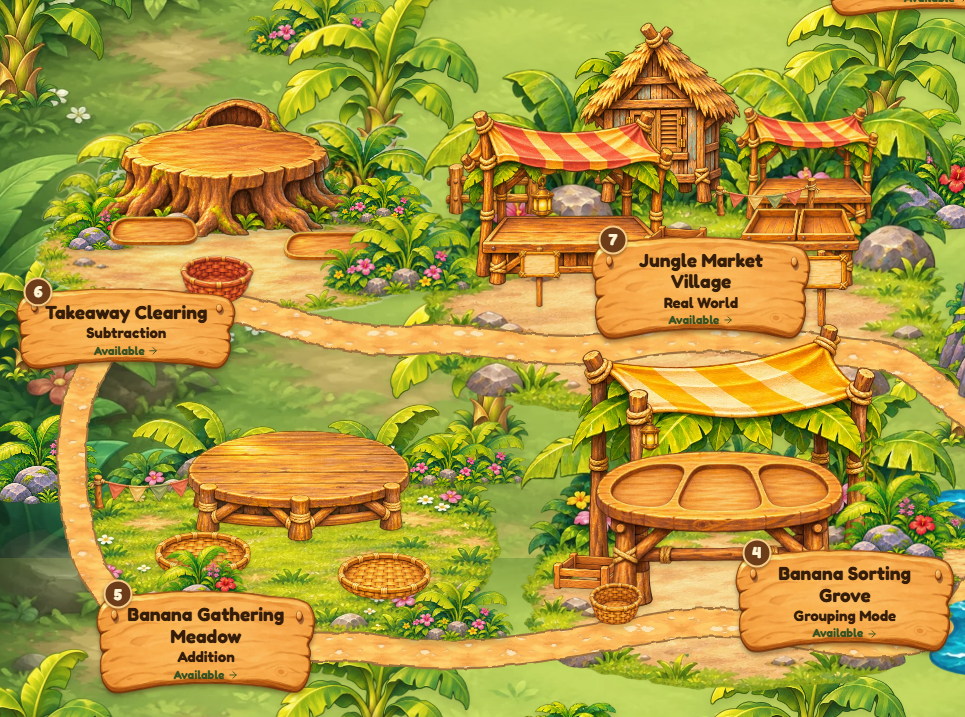 Available
7
Jungle Market
Village
Real World
Available →
6
Takeaway Clearing
Subtraction
Available →
4
Banana Sorting
Grove
Grouping Mode
Available →
5
Banana Gathering
Meadow
Addition
Available →